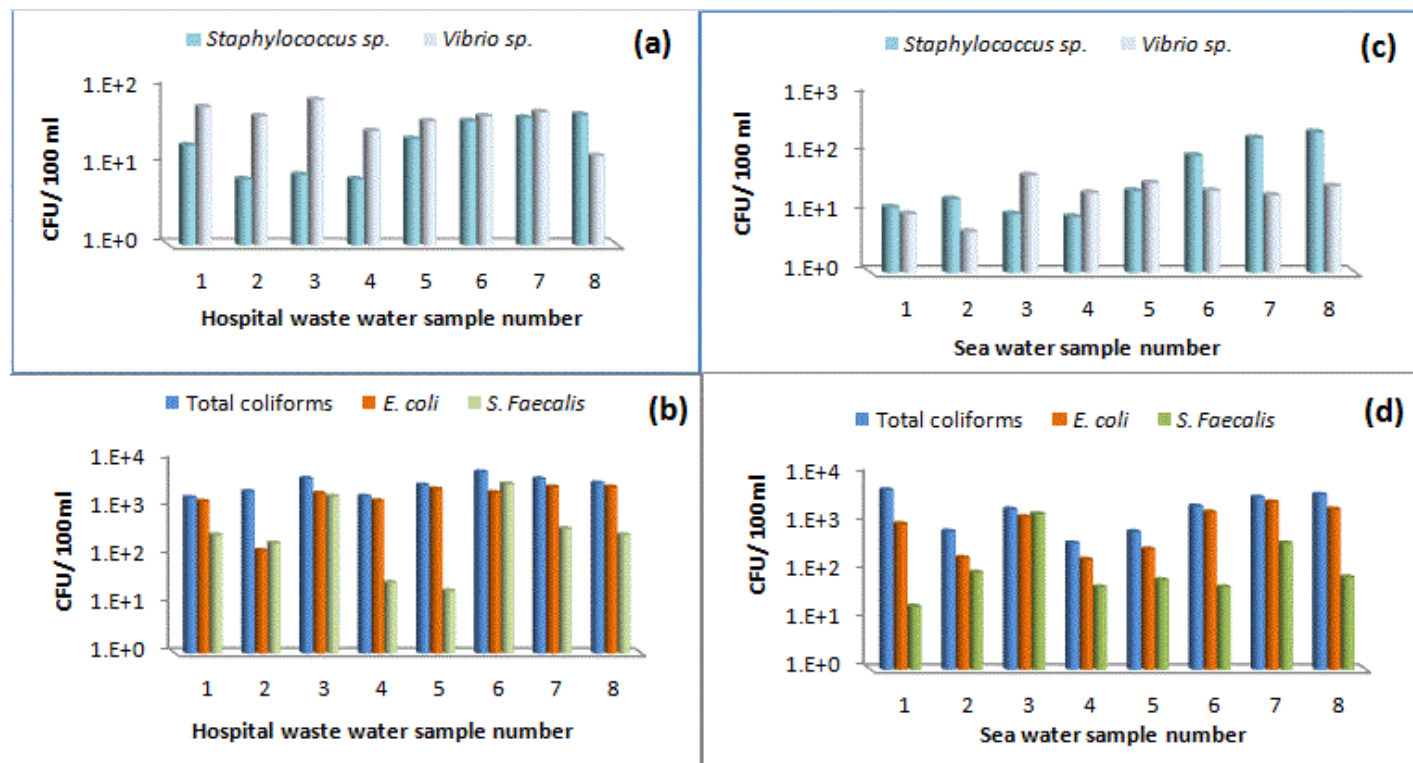 Staphylococcus sp. Vibrio sp. (a)
1.E+2
1.E+1
1.E+0
CFU/ 100 ml
1 2 3 4 5 6 7 8
Hospital waste water sample number
Staphylococcus sp. Vibrio sp. (c)
1.E+3
1.E+2
1.E+1
1.E+0
CFU/ 100 ml
1 2 3 4 5 6 7 8
Sea water sample number
Total coliforms E. coli S. Faecalis (b)
1.E+4
1.E+3
1.E+2
1.E+1
1.E+0
CFU/ 100ml
1 2 3 4 5 6 7 8
Hospital waste water sample number
Total coliforms E. coli S. Faecalis (d)
1.E+4
1.E+3
1.E+2
1.E+1
1.E+0
CFU/ 100ml
1 2 3 4 5 6 7 8
Sea water sample number